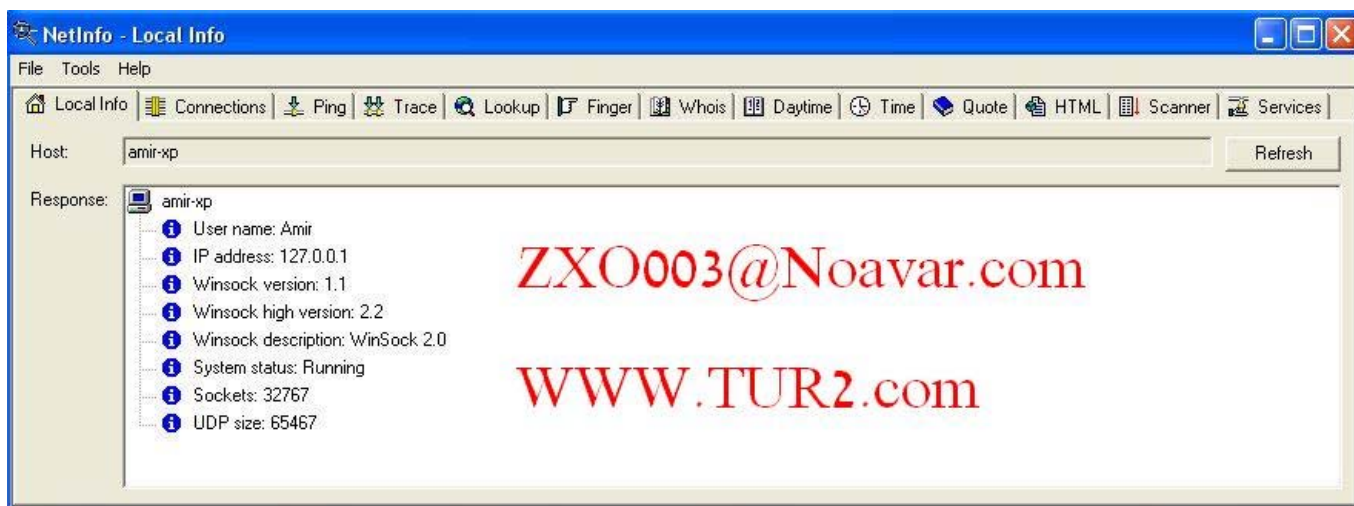 NetInfo - Local Info
File Tools Help
Local Info Connections Ping Trace Lookup Finger Whois Daytime Time Quote HTML Scanner Services
Host: amir-xp Refresh
Response: amir-xp
User name: Amir
IP address: 127.0.0.1
Winsock version: 1.1
Winsock high version: 2.2
Winsock description: WinSock 2.0
System status: Running
Sockets: 32767
UDP size: 65467
ZXO003@Noavar.com
WWW.TUR2.com